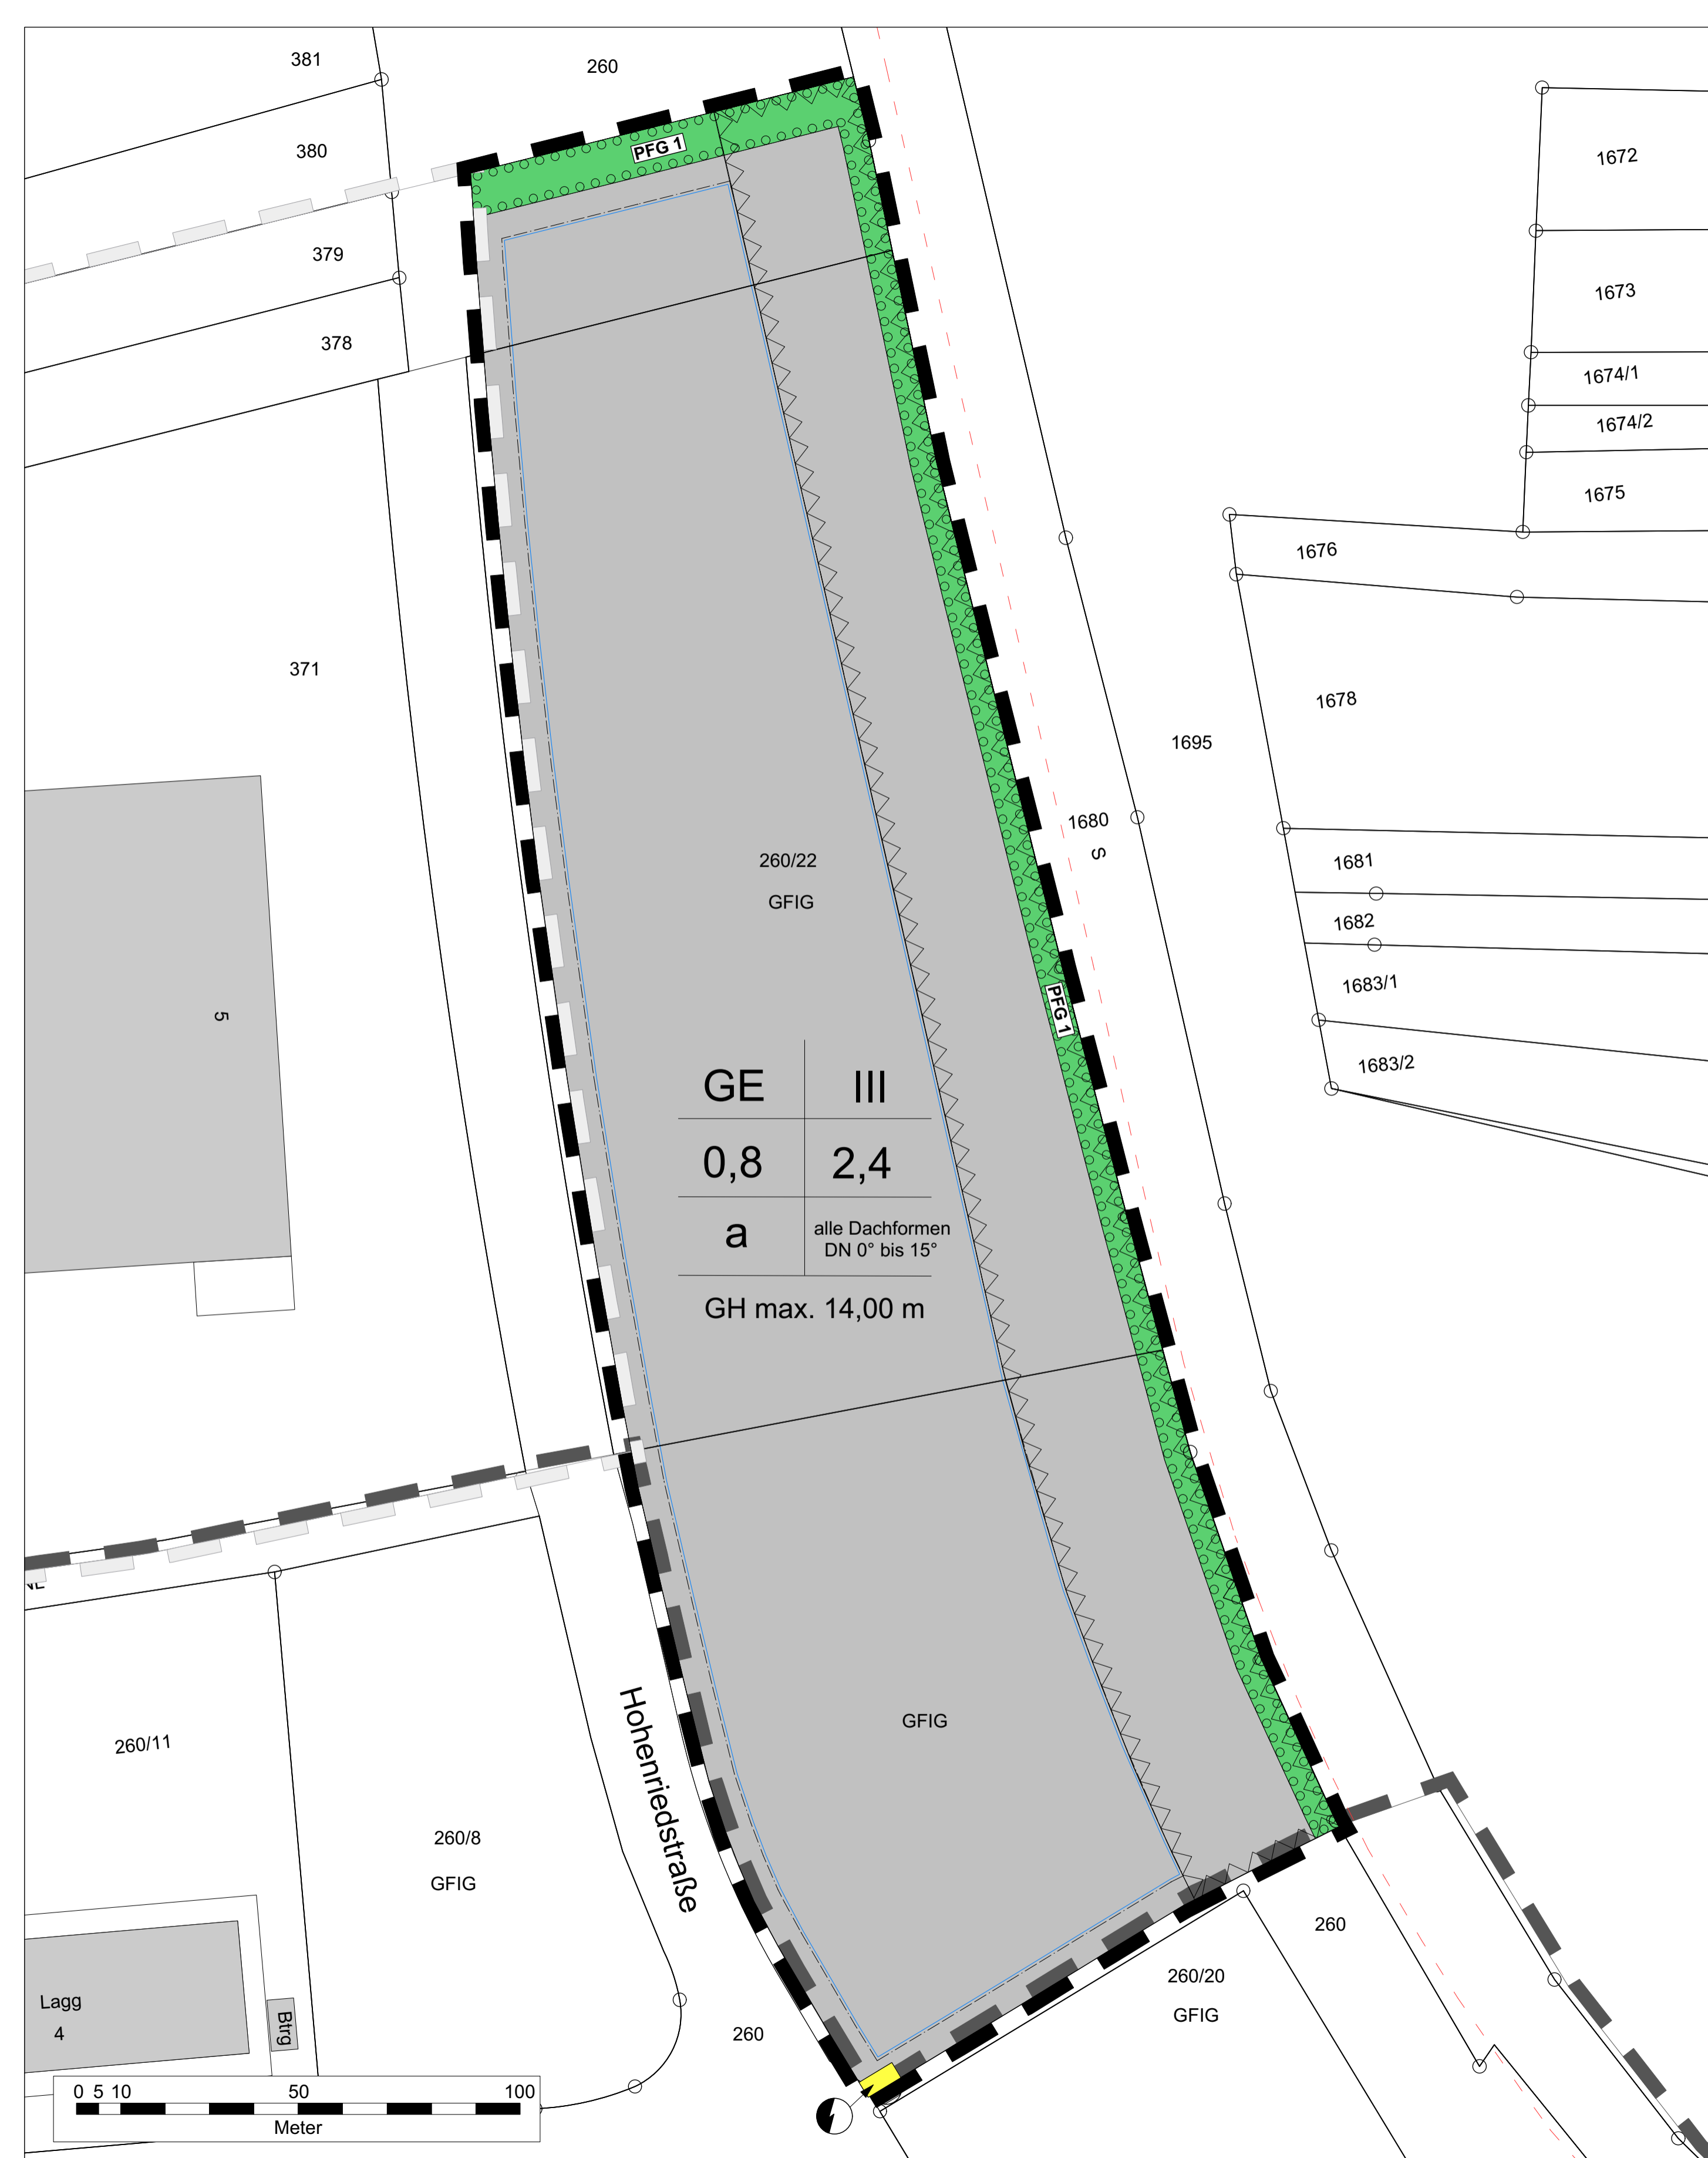 381
260
380
PFG 1
1672
379
1673
378
1674/1
1674/2
1675
1676
371
1678
1695
1680
S
260/22
1681
GFIG
1682
1683/1
5
PFG 1
1683/2
GE III
0,8 2,4
a alle Dachformen
DN 0° bis 15°
GH max. 14,00 m
Hohenriedstraße
GFIG
260/11
260/8
GFIG
260
260/20
GFIG
Lagg
4
Btrg
260
0 5 10 50 100
Meter